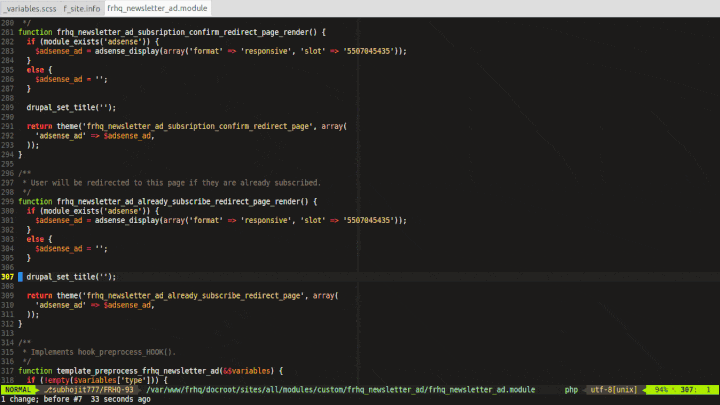 _variables.scss f_site.info frhq_newsletter_ad.module
280 */
281 function frhq_newsletter_ad_subsription_confirm_redirect_page_render() {
282 if (module_exists('adsense')) {
283 $adsense_ad = adsense_display(array('format' => 'responsive', 'slot' => '5507045435'));
284 }
285 else {
286 $adsense_ad = '';
287 }
288
289 drupal_set_title('');
290
291 return theme('frhq_newsletter_ad_subsription_confirm_redirect_page', array(
292 'adsense_ad' => $adsense_ad,
293 ));
294 }
295
296 /**
297 * User will be redirected to this page if they are already subscribed.
298 */
299 function frhq_newsletter_ad_already_subscribe_redirect_page_render() {
300 if (module_exists('adsense')) {
301 $adsense_ad = adsense_display(array('format' => 'responsive', 'slot' => '5507045435'));
302 }
303 else {
304 $adsense_ad = '';
305 }
306
307 drupal_set_title('');
308
309 return theme('frhq_newsletter_ad_already_subscribe_redirect_page', array(
310 'adsense_ad' => $adsense_ad,
311 ));
312 }
313
314 /**
315 * Implements hook_preprocess_HOOK().
316 */
317 function template_preprocess_frhq_newsletter_ad(&$variables) {
318 if (!empty($variables['type'])) {
NORMAL subhojit777/FRHQ-93 /var/www/frhq/docroot/sites/all/modules/custom/frhq_newsletter_ad/frhq_newsletter_ad.module php utf-8[unix] 94% 307: 1
1 change; before #7 33 seconds ago